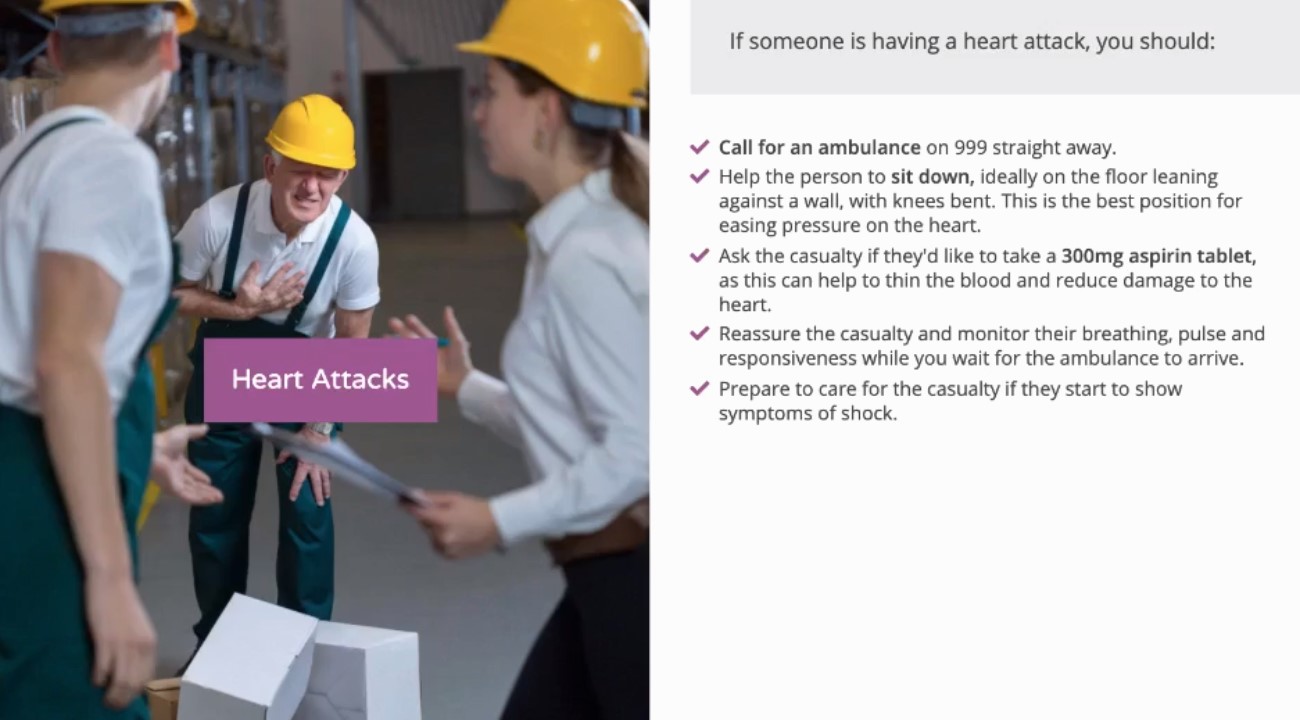 If someone is having a heart attack, you should:
Call for an ambulance on 999 straight away.
Help the person to sit down, ideally on the floor leaning
against a wall, with knees bent. This is the best position for
easing pressure on the heart.
Ask the casualty if they'd like to take a 300mg aspirin tablet,
as this can help to thin the blood and reduce damage to the
heart.
Reassure the casualty and monitor their breathing, pulse and
responsiveness while you wait for the ambulance to arrive.
Prepare to care for the casualty if they start to show
symptoms of shock.
Heart Attacks